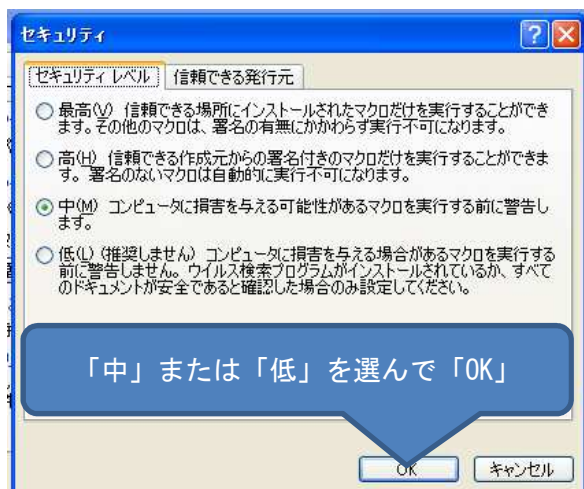 セキュリティ
セキュリティ レベル 信頼できる発行元
最高(V) 信頼できる場所にインストールされたマクロだけを実行することができ
ます。その他のマクロは、署名の有無にかかわらず実行不可になります。
高(H) 信頼できる作成元からの署名付きのマクロだけを実行することができま
す。署名のないマクロは自動的に実行不可になります。
中(M) コンピュータに損害を与える可能性があるマクロを実行する前に警告し
ます。
低(L) (推奨しません) コンピュータに損害を与える場合があるマクロを実行する
前に警告しません。ウイルス検索プログラムがインストールされているか、すべて
のドキュメントが安全であると確認した場合のみ設定してください。
「中」または「低」を選んで「OK」
OK キャンセル